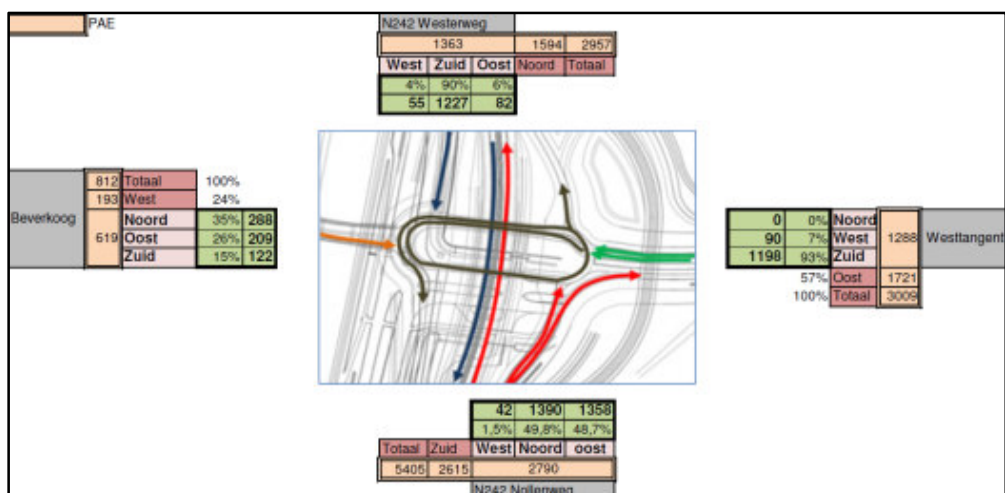 PAE
N242 Westerweg
1363 1594 2957
West Zuid Oost Noord Totaal
4% 90% 6%
55 1227 82
Beverkoog
812 Totaal 100%
193 West 24%
619
Noord 35% 288
Oost 26% 209
Zuid 15% 122
0 0% Noord
90 7% West 1288 Westtangent
1198 93% Zuid
57% Oost 1721
100% Totaal 3009
42 1390 1358
1,5% 49,8% 48,7%
Totaal Zuid West Noord oost
5405 2615 2790
N242 Nollenweg